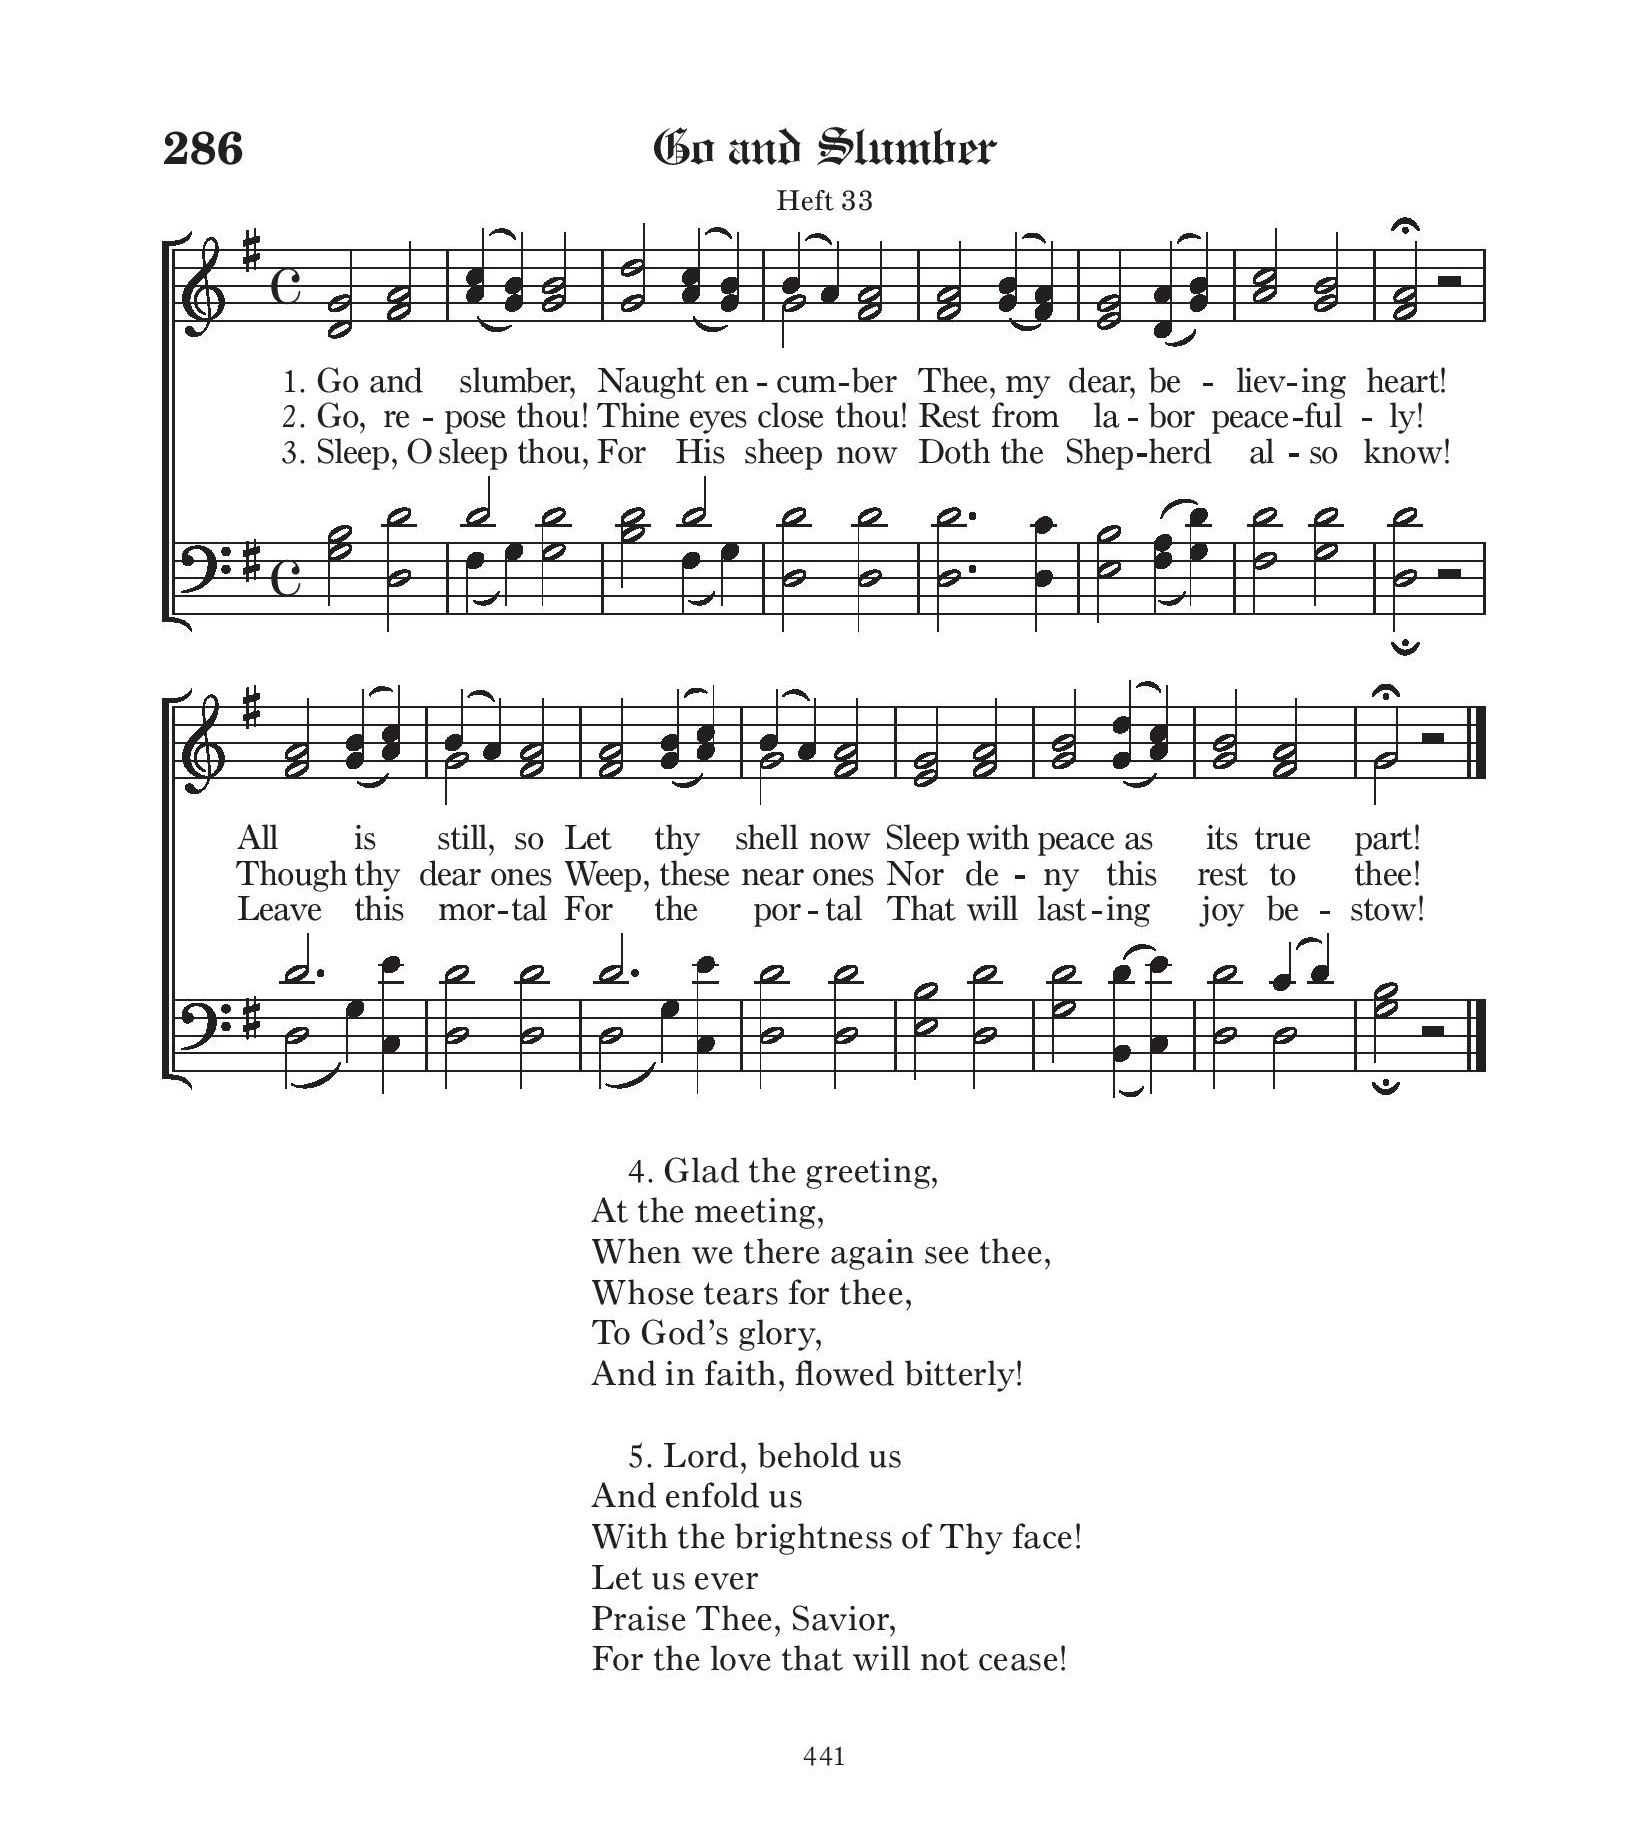 286
Go and Slumber
Heft 33
1. Go and slumber, Naught en - cum-ber Thee, my dear, be - liev-ing heart!
2. Go, re - pose thou! Thine eyes close thou! Rest from la - bor peace-ful - ly!
3. Sleep, O sleep thou, For His sheep now Doth the Shep-herd al - so know!
All is still, so Let thy shell now Sleep with peace as its true part!
Though thy dear ones Weep, these near ones Nor de - ny this rest to thee!
Leave this mor-tal For the por - tal That will last-ing joy be - stow!
4. Glad the greeting,
At the meeting,
When we there again see thee,
Whose tears for thee,
To God’s glory,
And in faith, flowed bitterly!
5. Lord, behold us
And enfold us
With the brightness of Thy face!
Let us ever
Praise Thee, Savior,
For the love that will not cease!
441